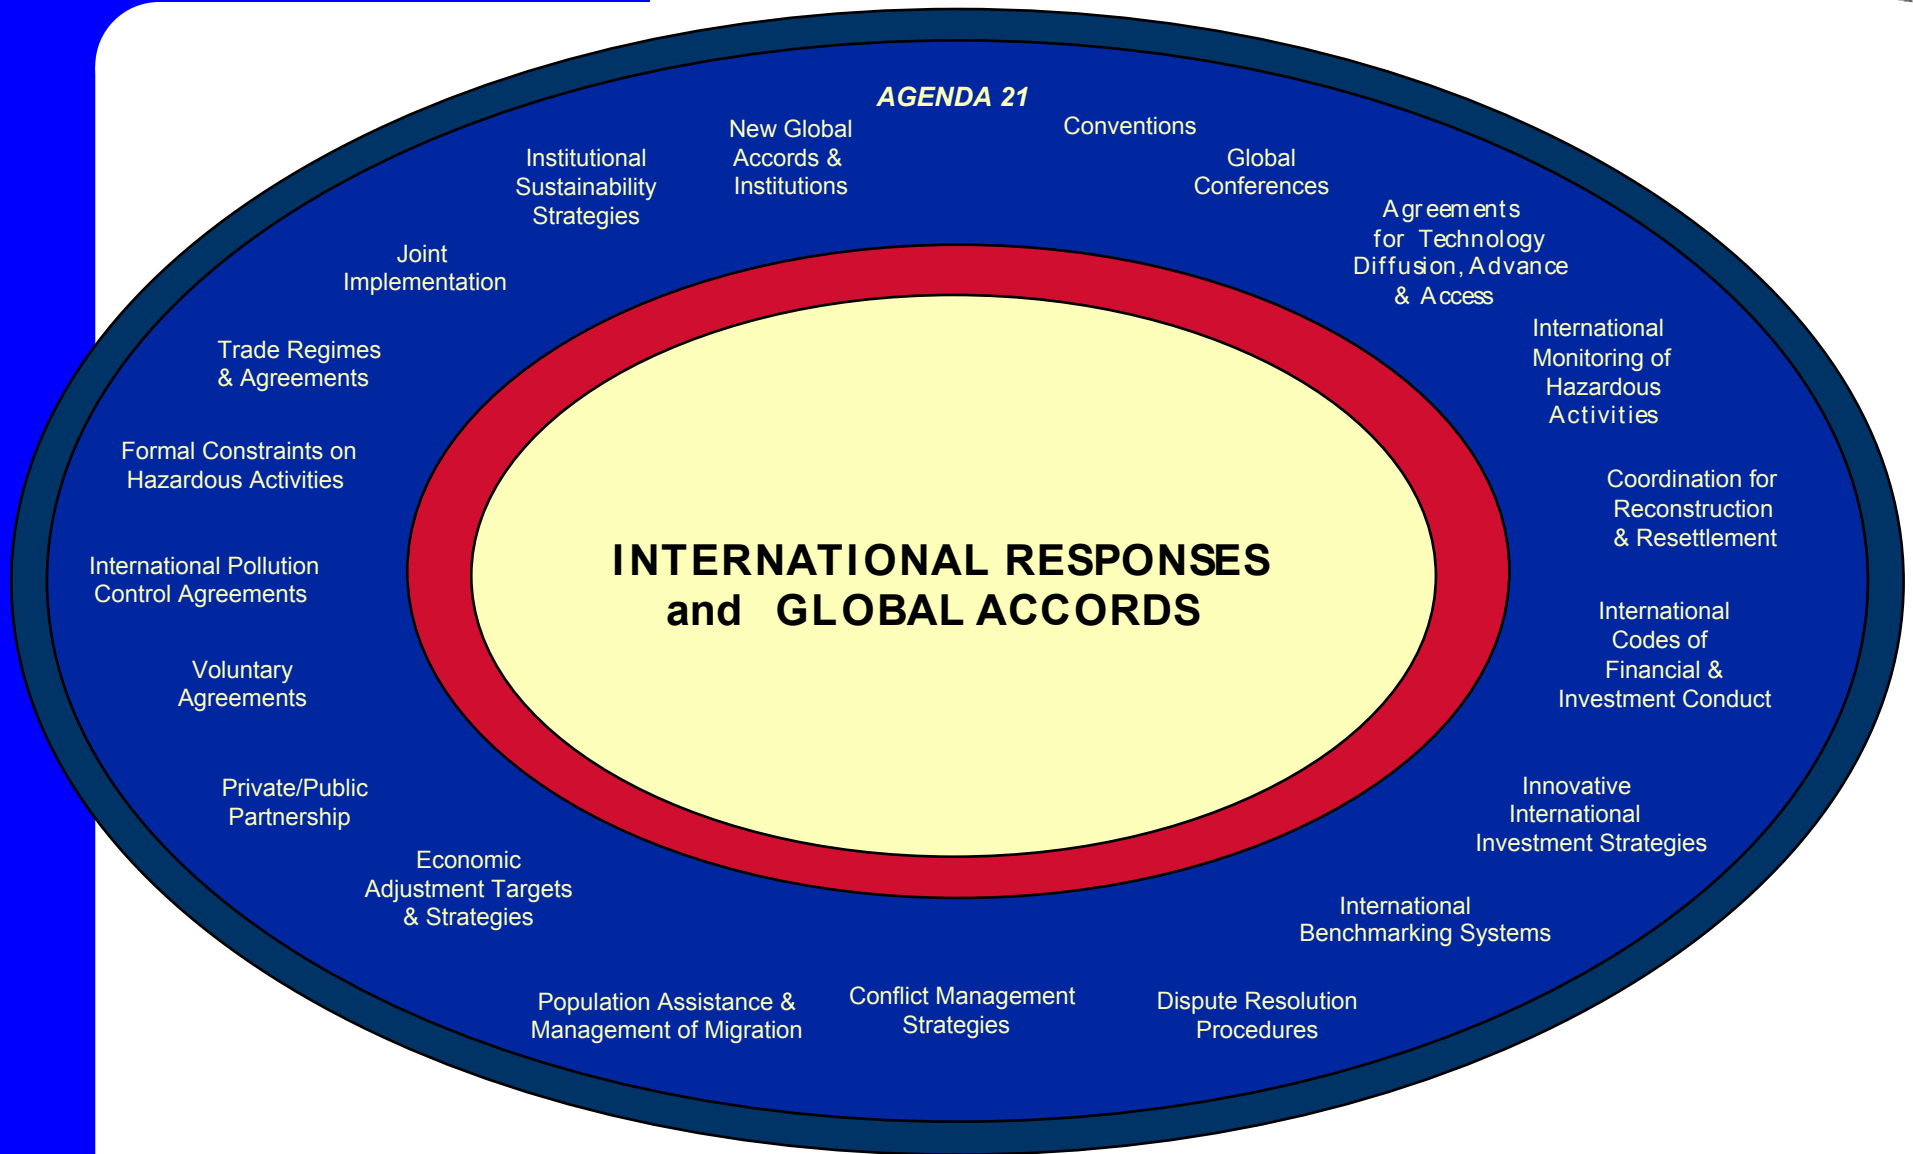 AGENDA 21
Conventions
Global
Conferences
Agreements
for Technology
Diffusion, Advance
& Access
International
Monitoring of
Hazardous
Activities
Coordination for
Reconstruction
& Resettlement
International
Codes of
Financial &
Investment Conduct
Innovative
International
Investment Strategies
International
Benchmarking Systems
Dispute Resolution
Procedures
Conflict Management
Strategies
Population Assistance &
Management of Migration
Economic
Adjustment Targets
& Strategies
Private/Public
Partnership
Voluntary
Agreements
International Pollution
Control Agreements
Formal Constraints on
Hazardous Activities
Trade Regimes
& Agreements
Joint
Implementation
Institutional
Sustainability
Strategies
New Global
Accords &
Institutions
INTERNATIONAL RESPONSES
and GLOBAL ACCORDS